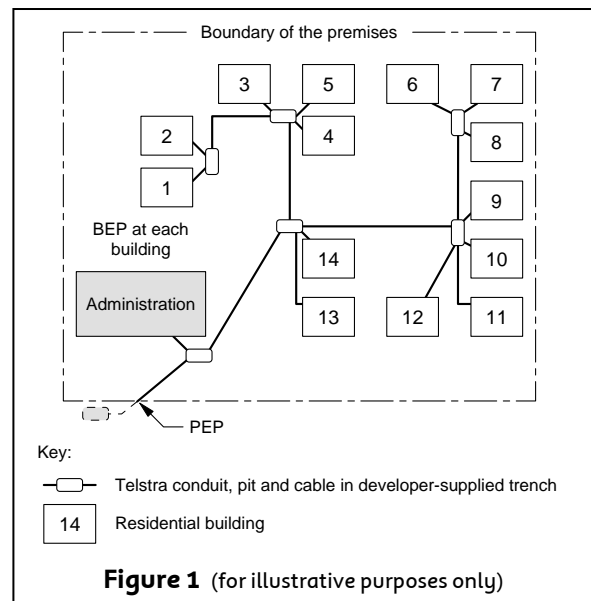 Boundary of the premises
3
5
6
7
2
4
8
1
9
BEP at each
building
14
10
Administration
13
12
11
PEP
Key:
Telstra conduit, pit and cable in developer-supplied trench
14
Residential building
Figure 1 (for illustrative purposes only)